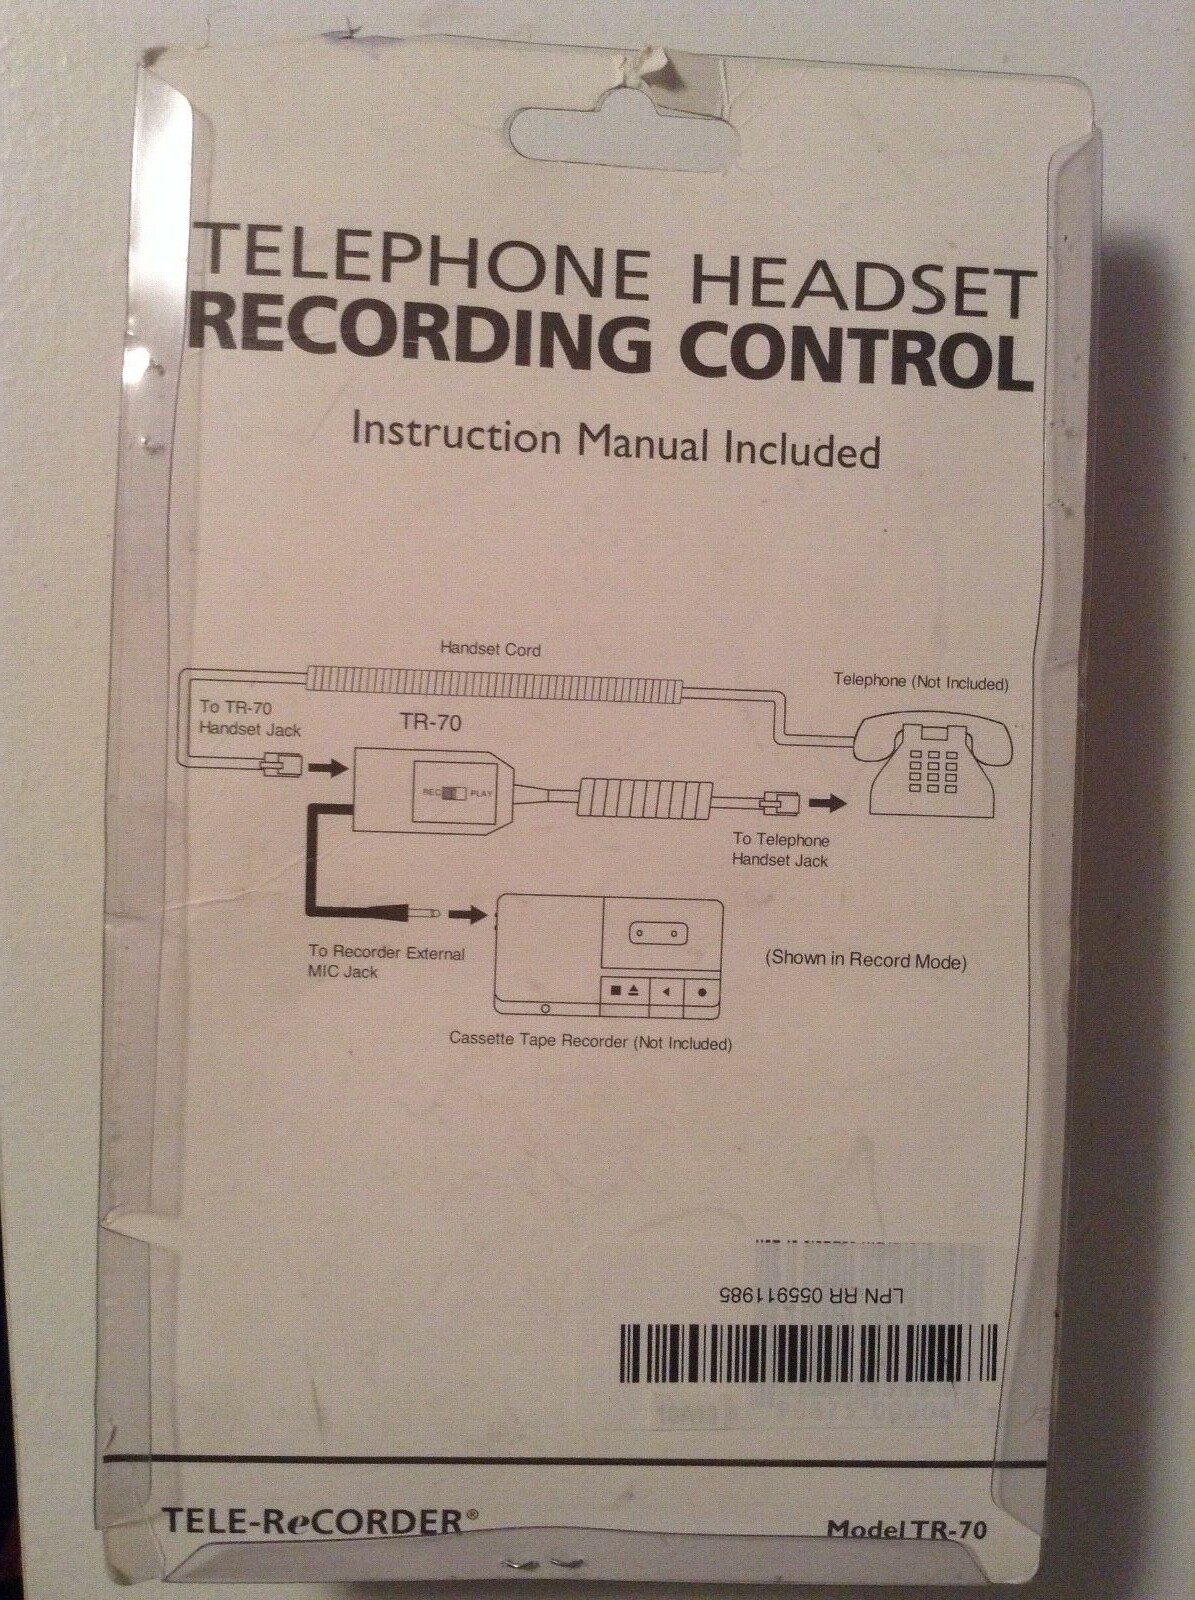 TELEPHONE HEADSET
RECORDING CONTROL
Instruction Manual Included
Handset Cord
Telephone (Not Included)
To TR-70
Handset Jack
TR-70
REC PLAY
To Telephone
Handset Jack
To Recorder External
MIC Jack
(Shown in Record Mode)
Cassette Tape Recorder (Not Included)
LPN RR 055911985
TELE-ReCORDER®
Model TR-70